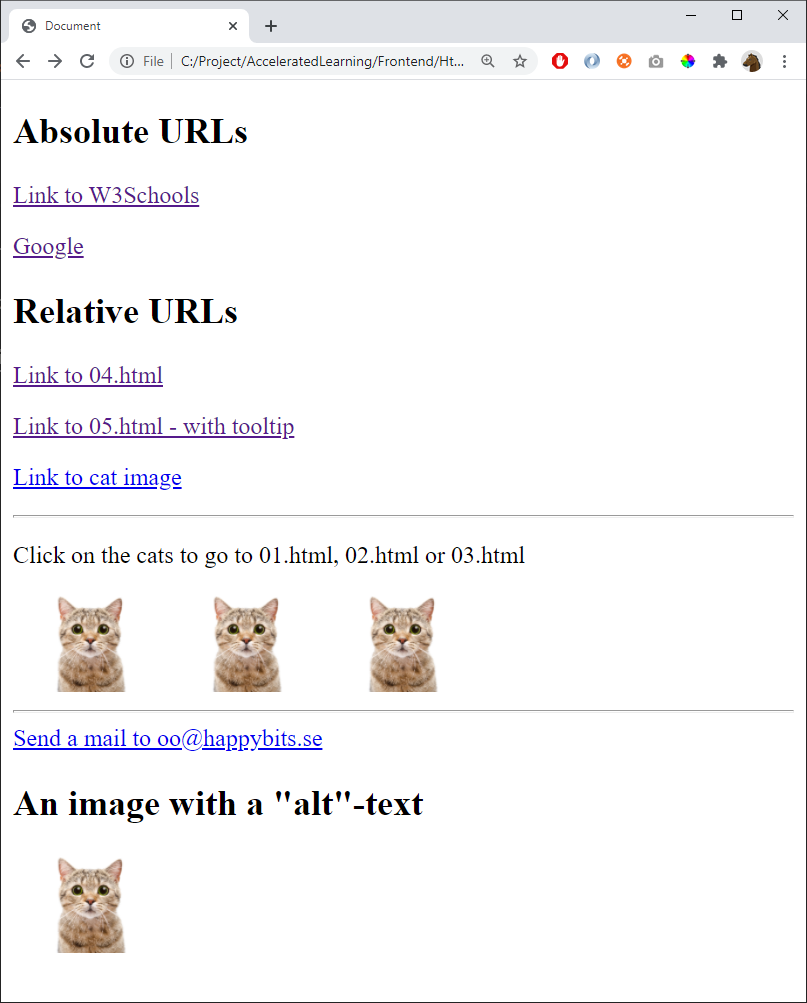 Document
File
C:/Project/AcceleratedLearning/Frontend/Ht...
Absolute URLs
Link to W3Schools
Google
Relative URLs
Link to 04.html
Link to 05.html - with tooltip
Link to cat image
Click on the cats to go to 01.html, 02.html or 03.html
Send a mail to oo@happybits.se
An image with a "alt"-text